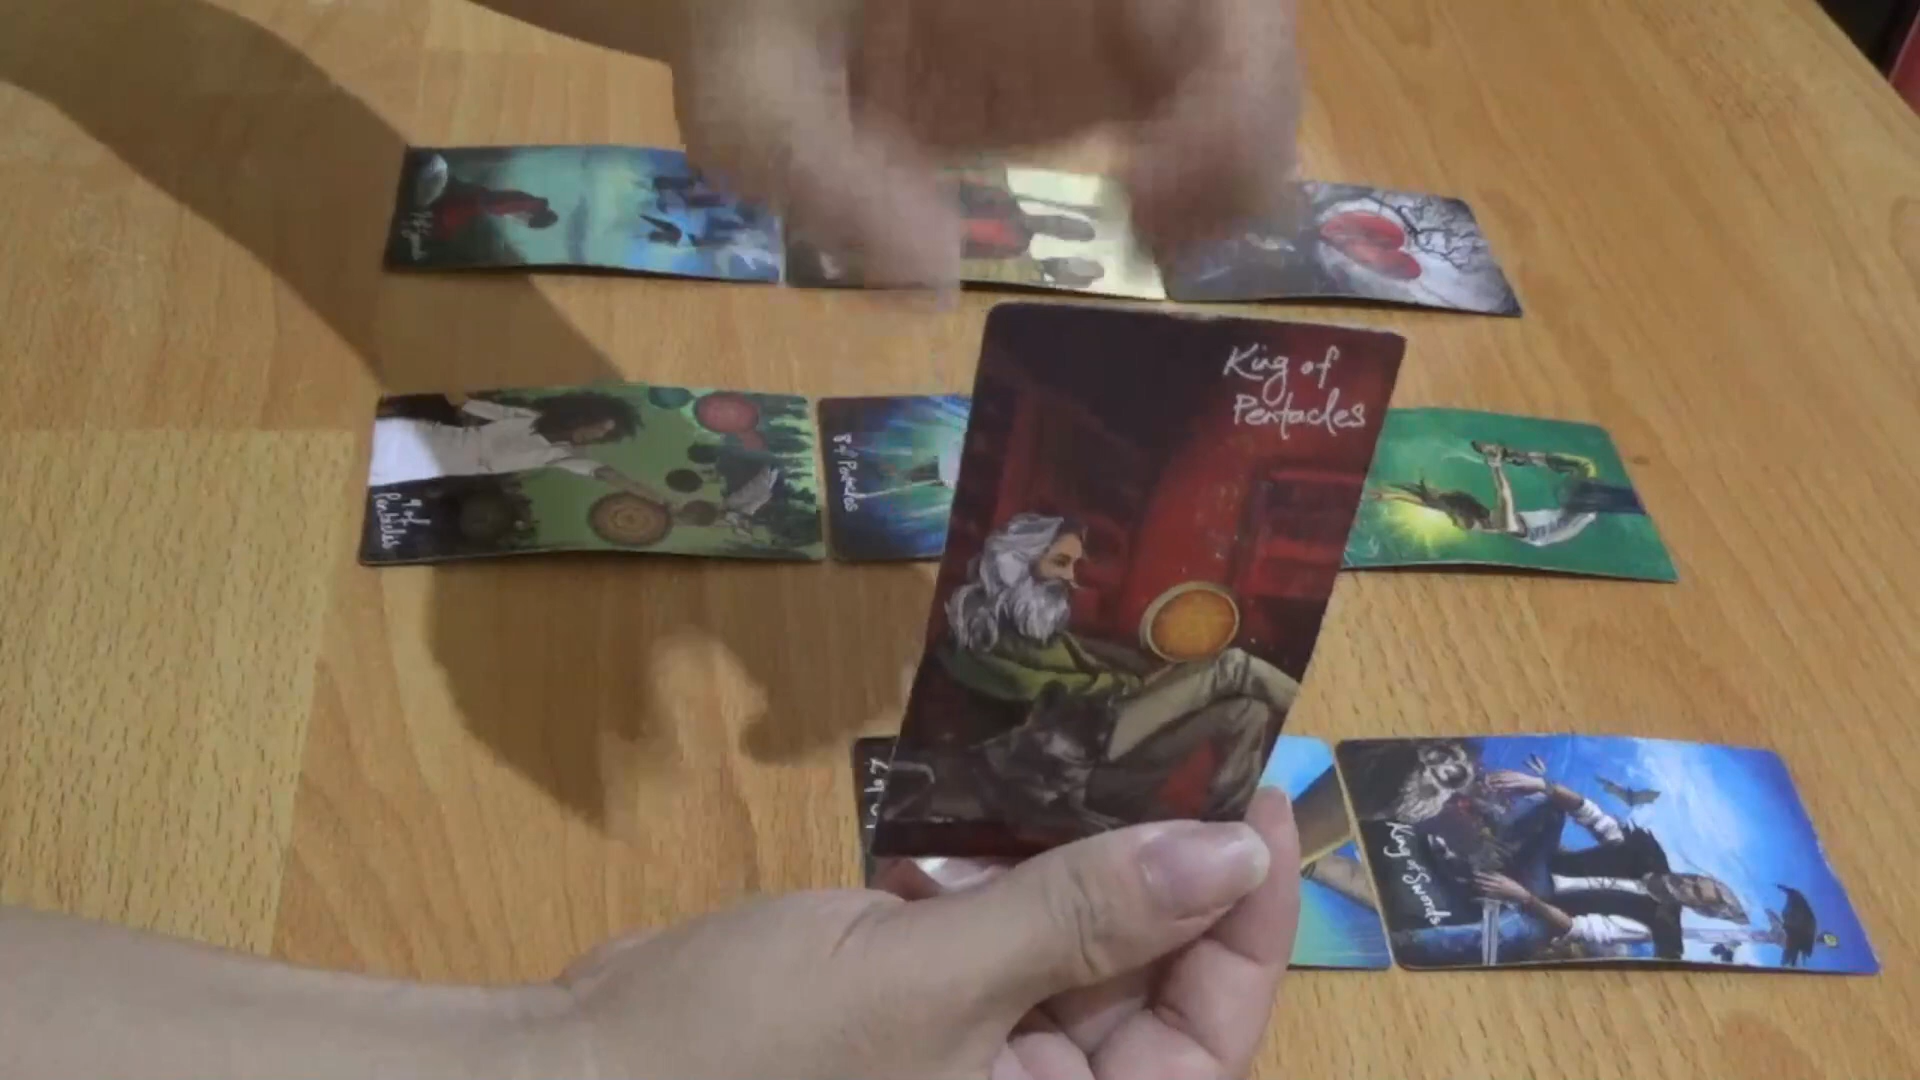 King of
Pentacles
9 of
Pentacles
8 of Pentacles
King of Swords